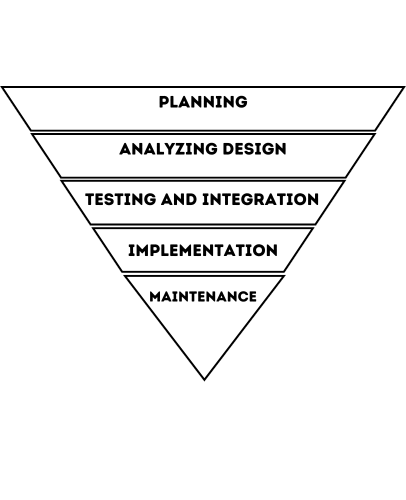 PLANNING
ANALYZING DESIGN
TESTING AND INTEGRATION
IMPLEMENTATION
MAINTENANCE